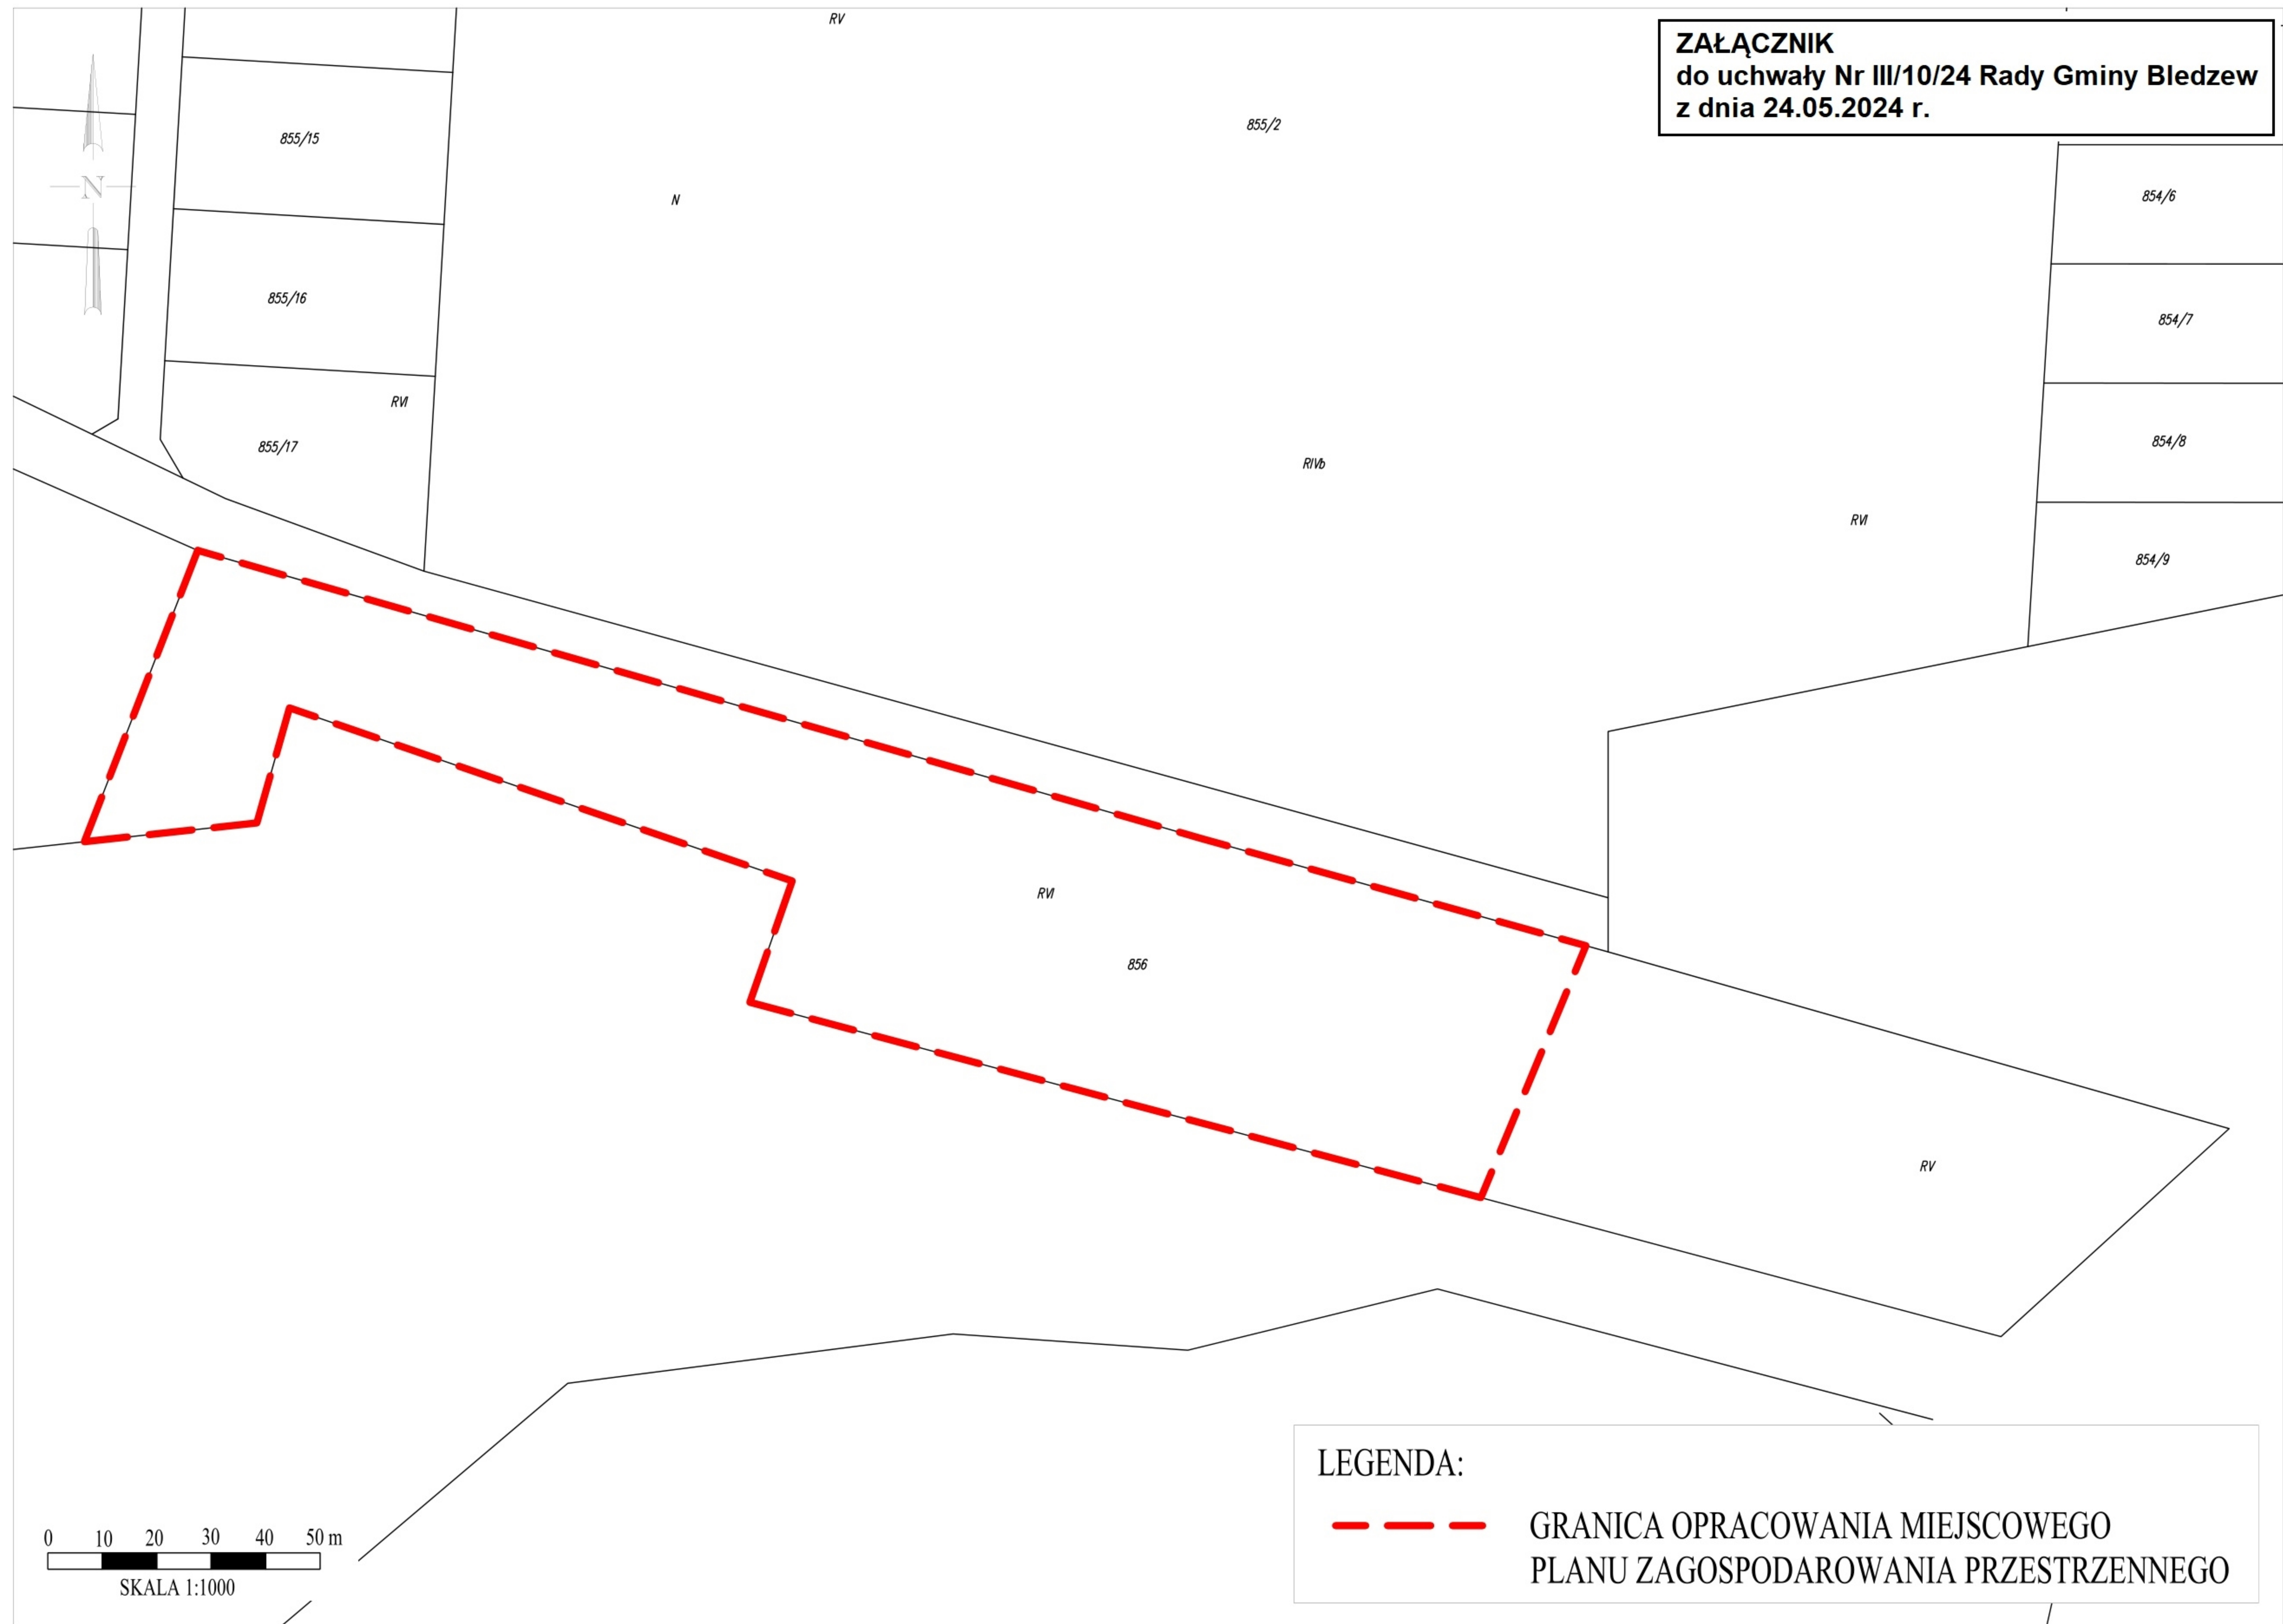 RV
ZAŁĄCZNIK
do uchwały Nr III/10/24 Rady Gminy Bledzew
z dnia 24.05.2024 r.
855/15
855/2
N
N
854/6
855/16
854/7
RVI
855/17
854/8
RIVb
RVI
854/9
RVI
856
RV
LEGENDA:
GRANICA OPRACOWANIA MIEJSCOWEGO
PLANU ZAGOSPODAROWANIA PRZESTRZENNEGO
0 10 20 30 40 50 m
SKALA 1:1000